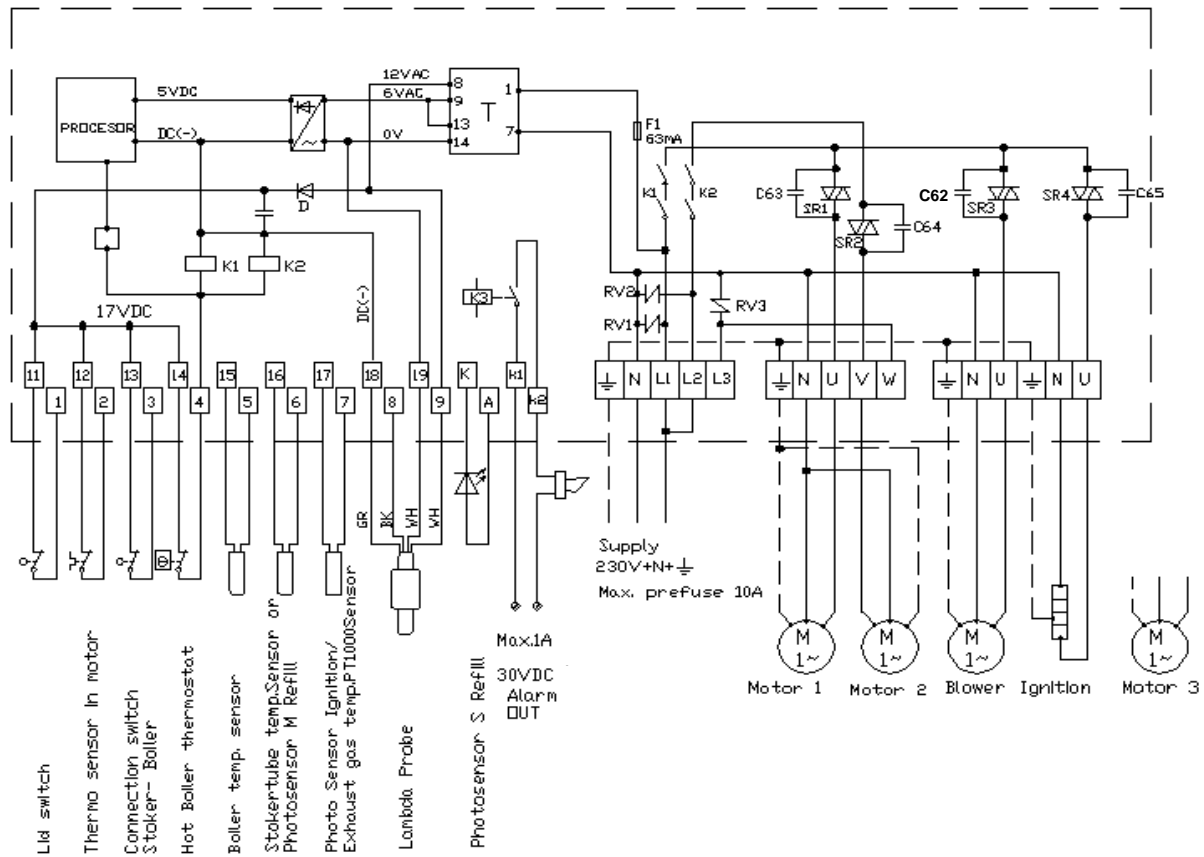 12VAC
5VDC
6VAC
8
9
1
T
PROCESOR
DC(-)
0V
13
14
7
F1
63mA
K1
K2
C63
SR1
SR2
C64
C62
SR3
SR4
C65
D
K1
K2
17VDC
DC(-)
K3
RV2
RV1
RV3
11
12
13
14
15
16
17
18
19
K
k1
1
2
3
4
5
6
7
8
9
A
k2
N
L1
L2
L3
N
U
V
W
N
U
N
U
GR
BK
WH
WH
Supply
230V+N+
Max. prefuse 10A
Max.1A
30VDC
Alarm
OUT
M
1~
M
1~
M
1~
M
1~
Motor 1
Motor 2
Blower
Ignition
Motor 3
Lid switch
Thermo sensor in motor
Connection switch
Stoker- Boiler
Hot Boiler thermostat
Boiler temp. sensor
Stokertube temp.Sensor or
Photosensor M Refill
Photo Sensor Ignition/
Exhaust gas temp.PT1000Sensor
Lambda Probe
Photosensor S Refill